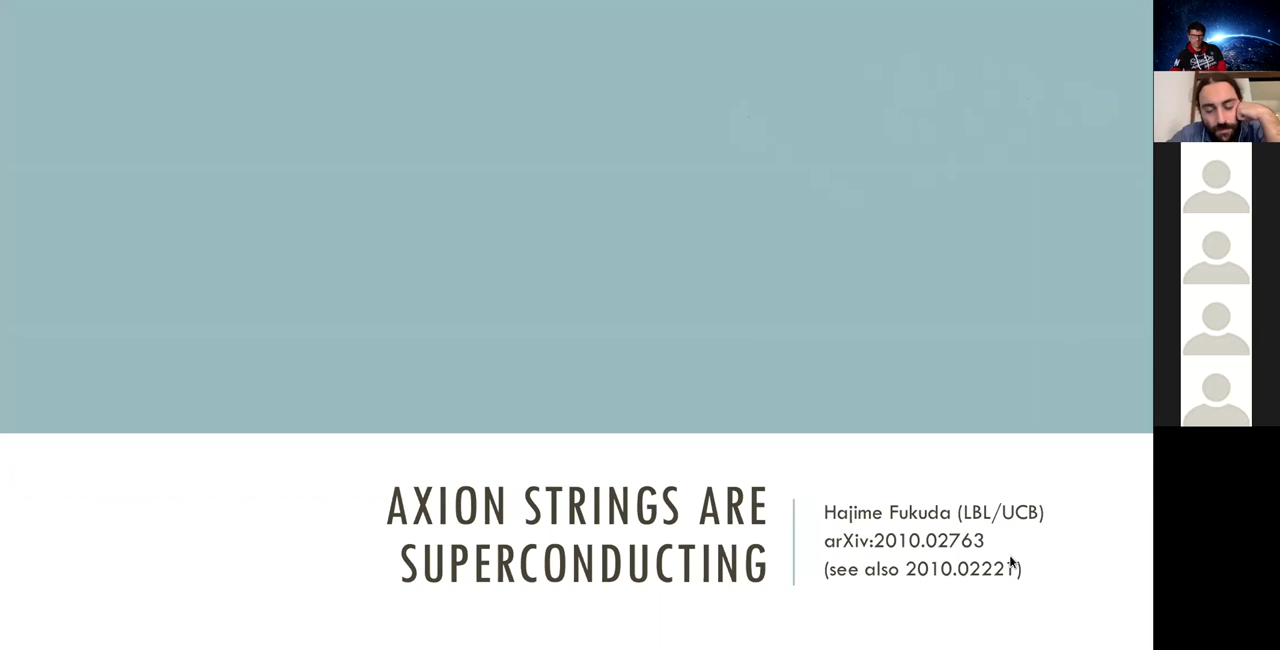 AXION STRINGS ARE
SUPERCONDUCTING
Hajime Fukuda (LBL/UCB)
arXiv:2010.02763
(see also 2010.02221)